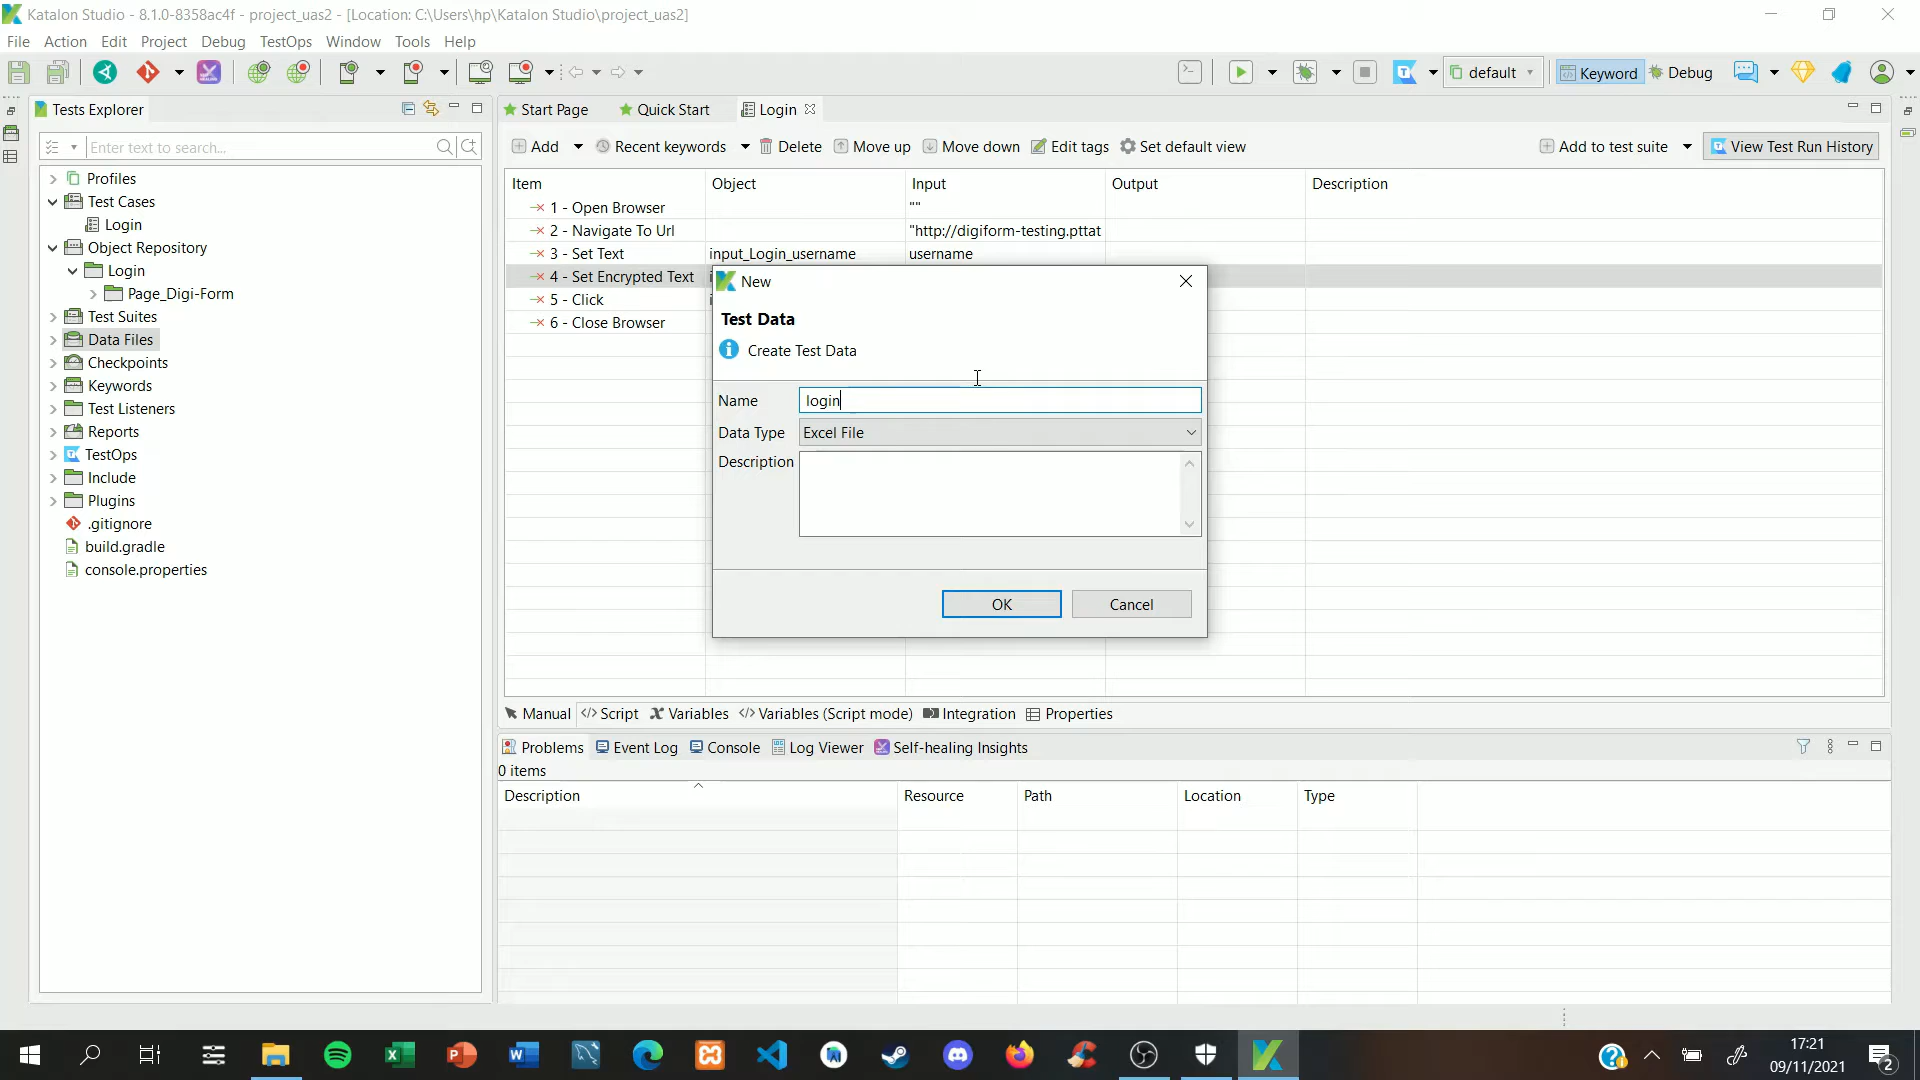 Katalon Studio - 8.1.0-8358ac4f - project_uas2 - [Location: C:\Users\hp\Katalon Studio\project_uas2]
File Action Edit Project Debug TestOps Window Tools Help
default Keyword Debug
Tests Explorer
Start Page Quick Start Login
Enter text to search...
Add Recent keywords Delete Move up Move down Edit tags Set default view Add to test suite View Test Run History
Profiles
Test Cases
Login
Object Repository
Login
Page_Digi-Form
Test Suites
Data Files
Checkpoints
Keywords
Test Listeners
Reports
TestOps
Include
Plugins
.gitignore
build.gradle
console.properties
Item Object Input Output Description
1 - Open Browser ""
2 - Navigate To Url "http://digiform-testing.pttat
3 - Set Text input_Login_username username
4 - Set Encrypted Text
5 - Click
6 - Close Browser
New
Test Data
Create Test Data
Name login
Data Type Excel File
Description
OK Cancel
Manual Script Variables Variables (Script mode) Integration Properties
Problems Event Log Console Log Viewer Self-healing Insights
0 items
Description Resource Path Location Type
17:21
09/11/2021
2